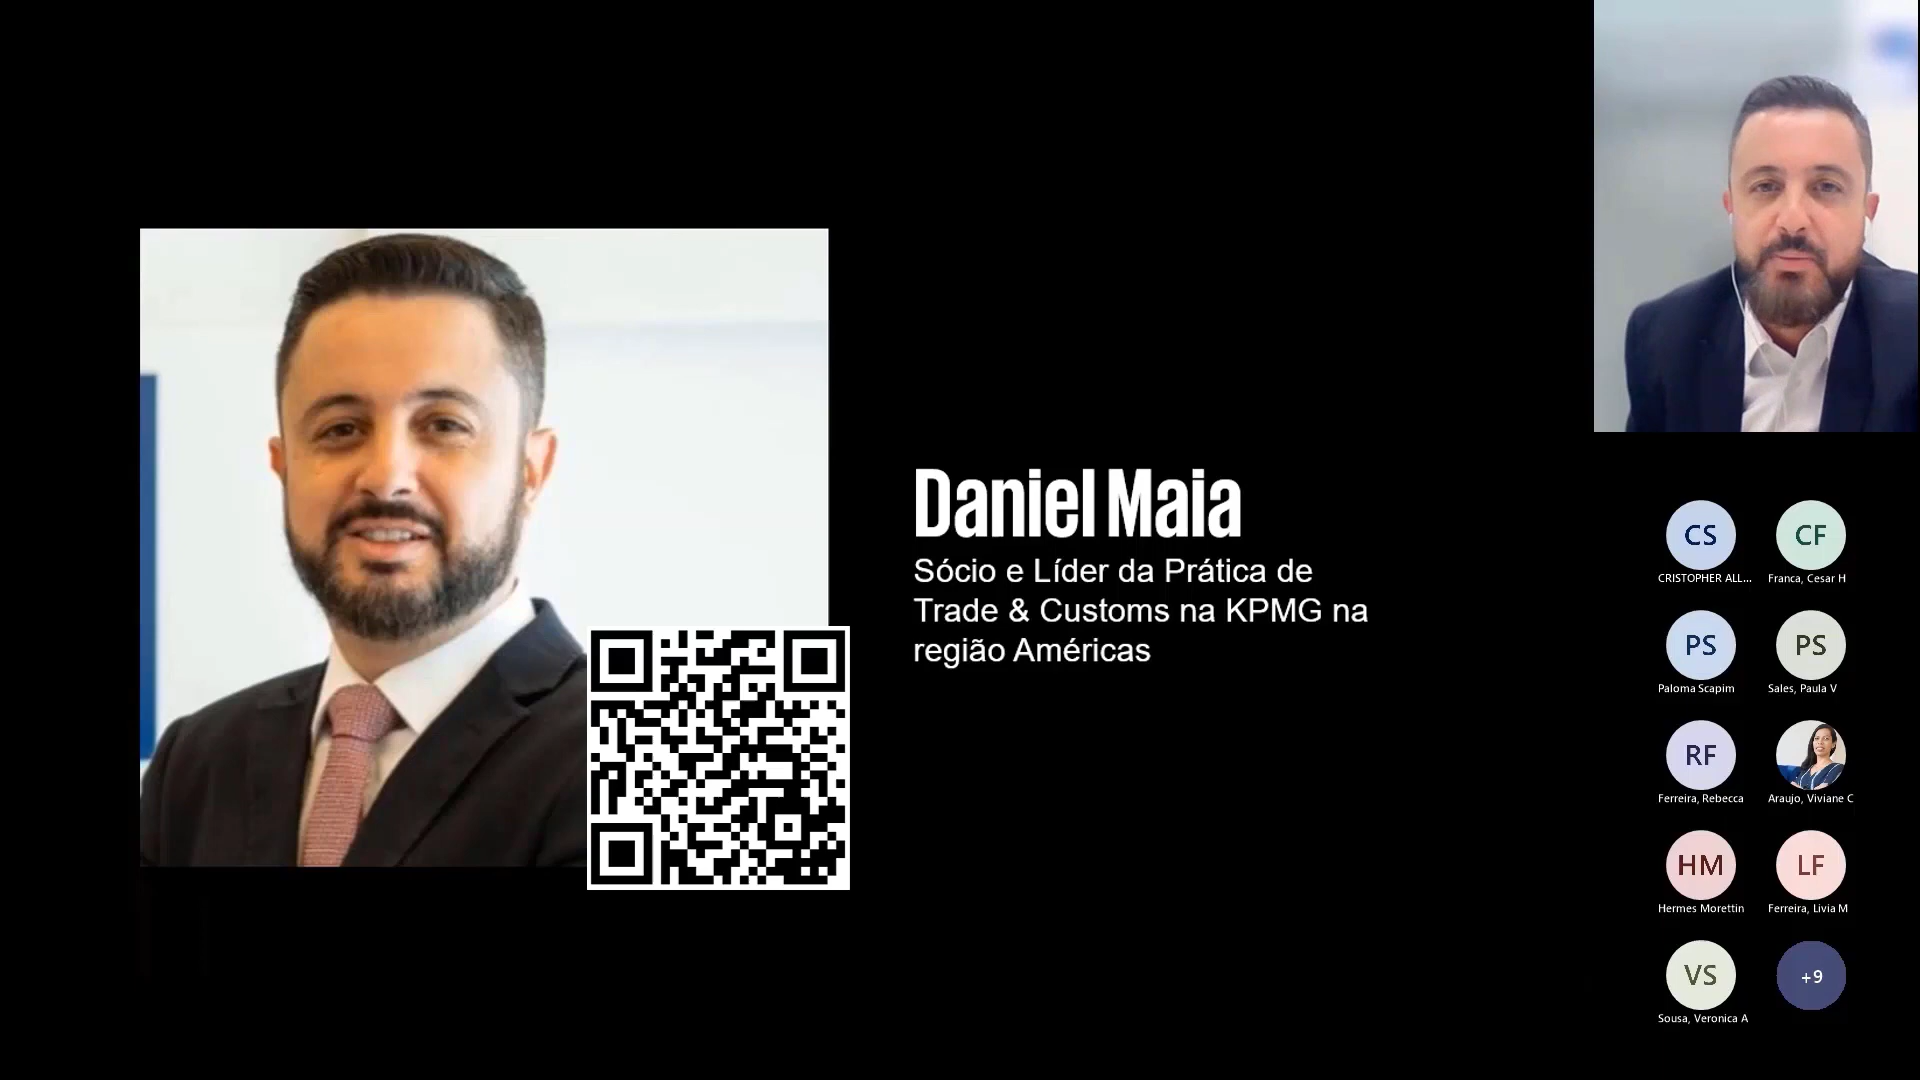 Daniel Maia
Sócio e Líder da Prática de
Trade & Customs na KPMG na
região Américas
CS
CF
CRISTOPHER ALL...
Franca, Cesar H
PS
PS
Paloma Scapim
Sales, Paula V
RF
Ferreira, Rebecca
Araujo, Viviane C
HM
LF
Hermes Morettin
Ferreira, Livia M
VS
+9
Sousa, Veronica A